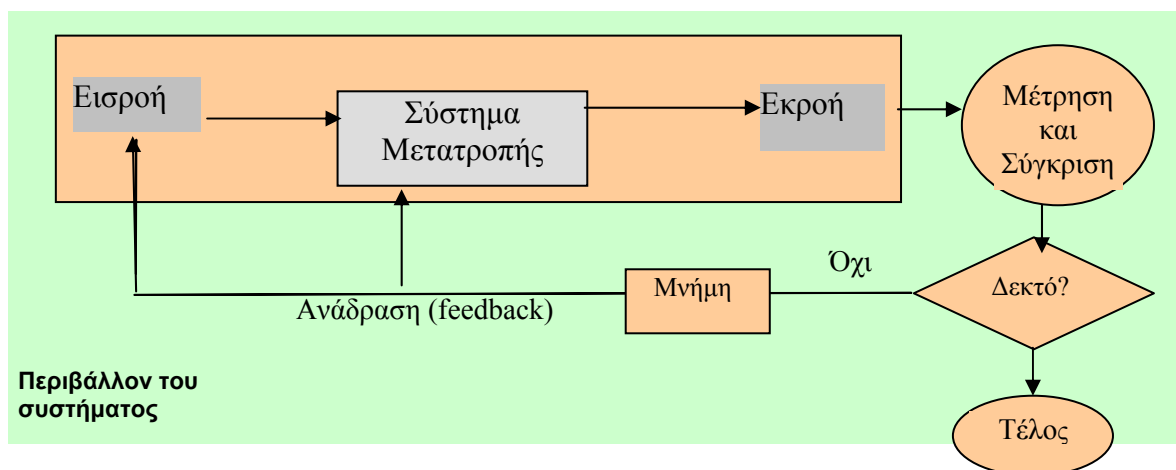 Εισροή
Σύστημα
Μετατροπής
Εκροή
Μέτρηση
και
Σύγκριση
Όχι
Μνήμη
Δεκτό?
Ανάδραση (feedback)
Περιβάλλον του
συστήματος
Τέλος